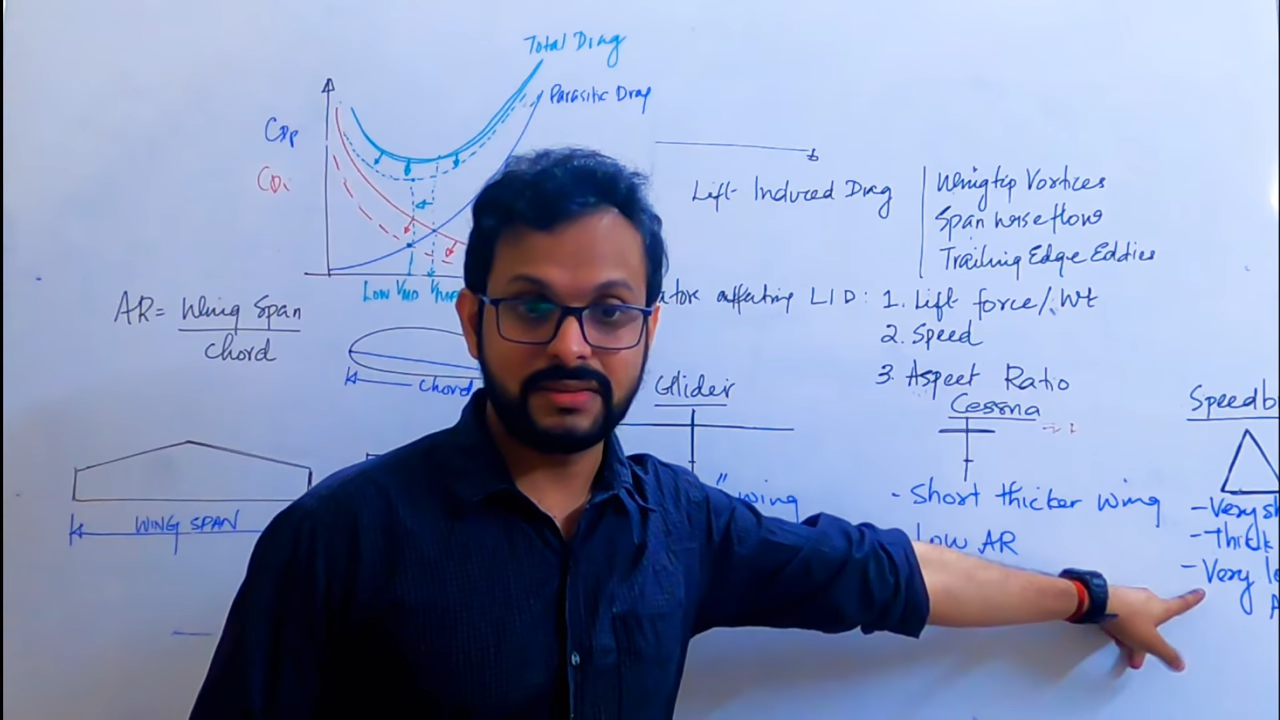 Total Drag
Parasitic Drag
CDp
CDi
Low VMD
Lift Induced Drag
Wingtip Vortices
Spanwise flow
Trailing Edge Eddies
AR= Wing Span
Chord
Chord
affecting LID: 1. Lift force/Wt
2. Speed
3. Aspect Ratio
Glider
Cessna
Speedb
WING SPAN
" wing
- Short thicker wing
Low AR
- Very sh
- Thick
- Very l
A